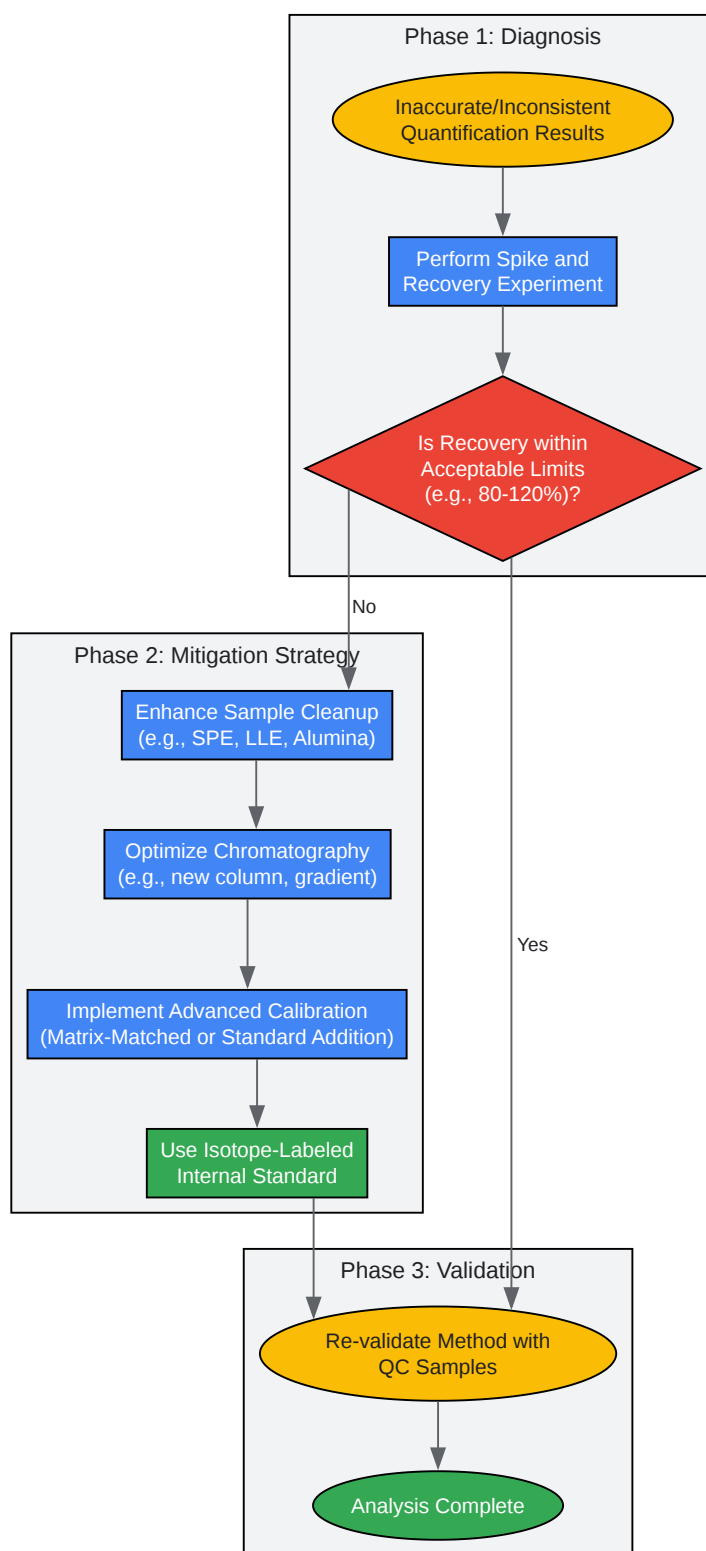 Phase 1: Diagnosis
Inaccurate/Inconsistent
Quantification Results
Perform Spike and
Recovery Experiment
Is Recovery within
Acceptable Limits
(e.g., 80-120%)?
No
Phase 2: Mitigation Strategy
Enhance Sample Cleanup
(e.g., SPE, LLE, Alumina)
Optimize Chromatography
(e.g., new column, gradient)
Yes
Implement Advanced Calibration
(Matrix-Matched or Standard Addition)
Use Isotope-Labeled
Internal Standard
Phase 3: Validation
Re-validate Method with
QC Samples
Analysis Complete